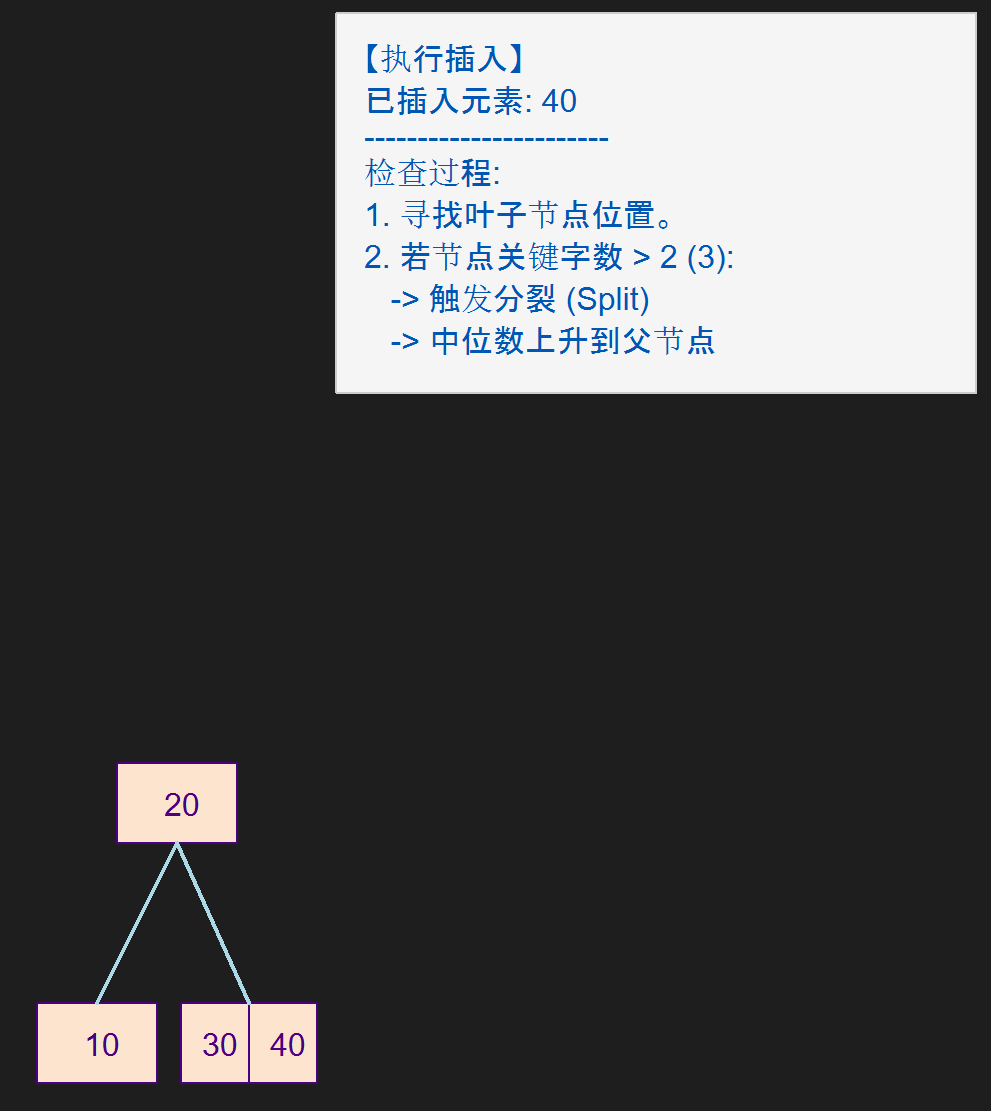 【执行插入】
已插入元素: 40
-----------------------
检查过程:
1. 寻找叶子节点位置。
2. 若节点关键字数 > 2 (3):
-> 触发分裂 (Split)
-> 中位数上升到父节点
20
10
30 40